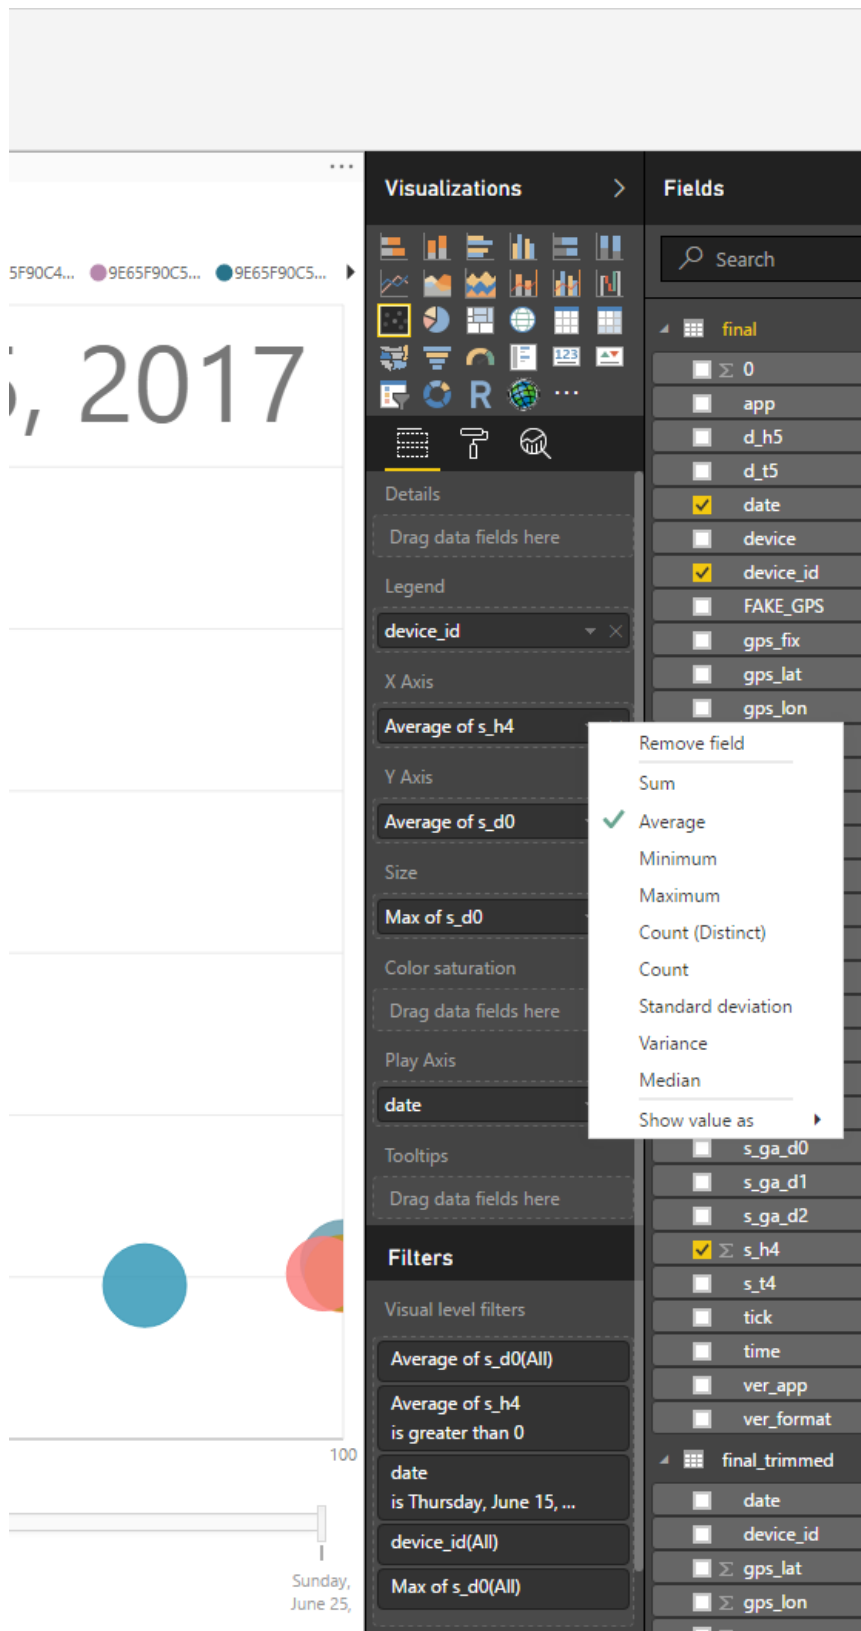 5F90C4...
9E65F90C5...
9E65F90C5...
, 2017
100
Sunday,
June 25,
Visualizations
123
R
Details
Drag data fields here
Legend
device_id
X Axis
Average of s_h4
Y Axis
Average of s_d0
Size
Max of s_d0
Color saturation
Drag data fields here
Play Axis
date
Tooltips
Drag data fields here
Filters
Visual level filters
Average of s_d0(All)
Average of s_h4
is greater than 0
date
is Thursday, June 15, ...
device_id(All)
Max of s_d0(All)
Remove field
Sum
Average
Minimum
Maximum
Count (Distinct)
Count
Standard deviation
Variance
Median
Show value as
Fields
Search
final
Σ 0
app
d_h5
d_t5
date
device
device_id
FAKE_GPS
gps_fix
gps_lat
gps_lon
s_ga_d0
s_ga_d1
s_ga_d2
Σ s_h4
s_t4
tick
time
ver_app
ver_format
final_trimmed
date
device_id
Σ gps_lat
Σ gps_lon